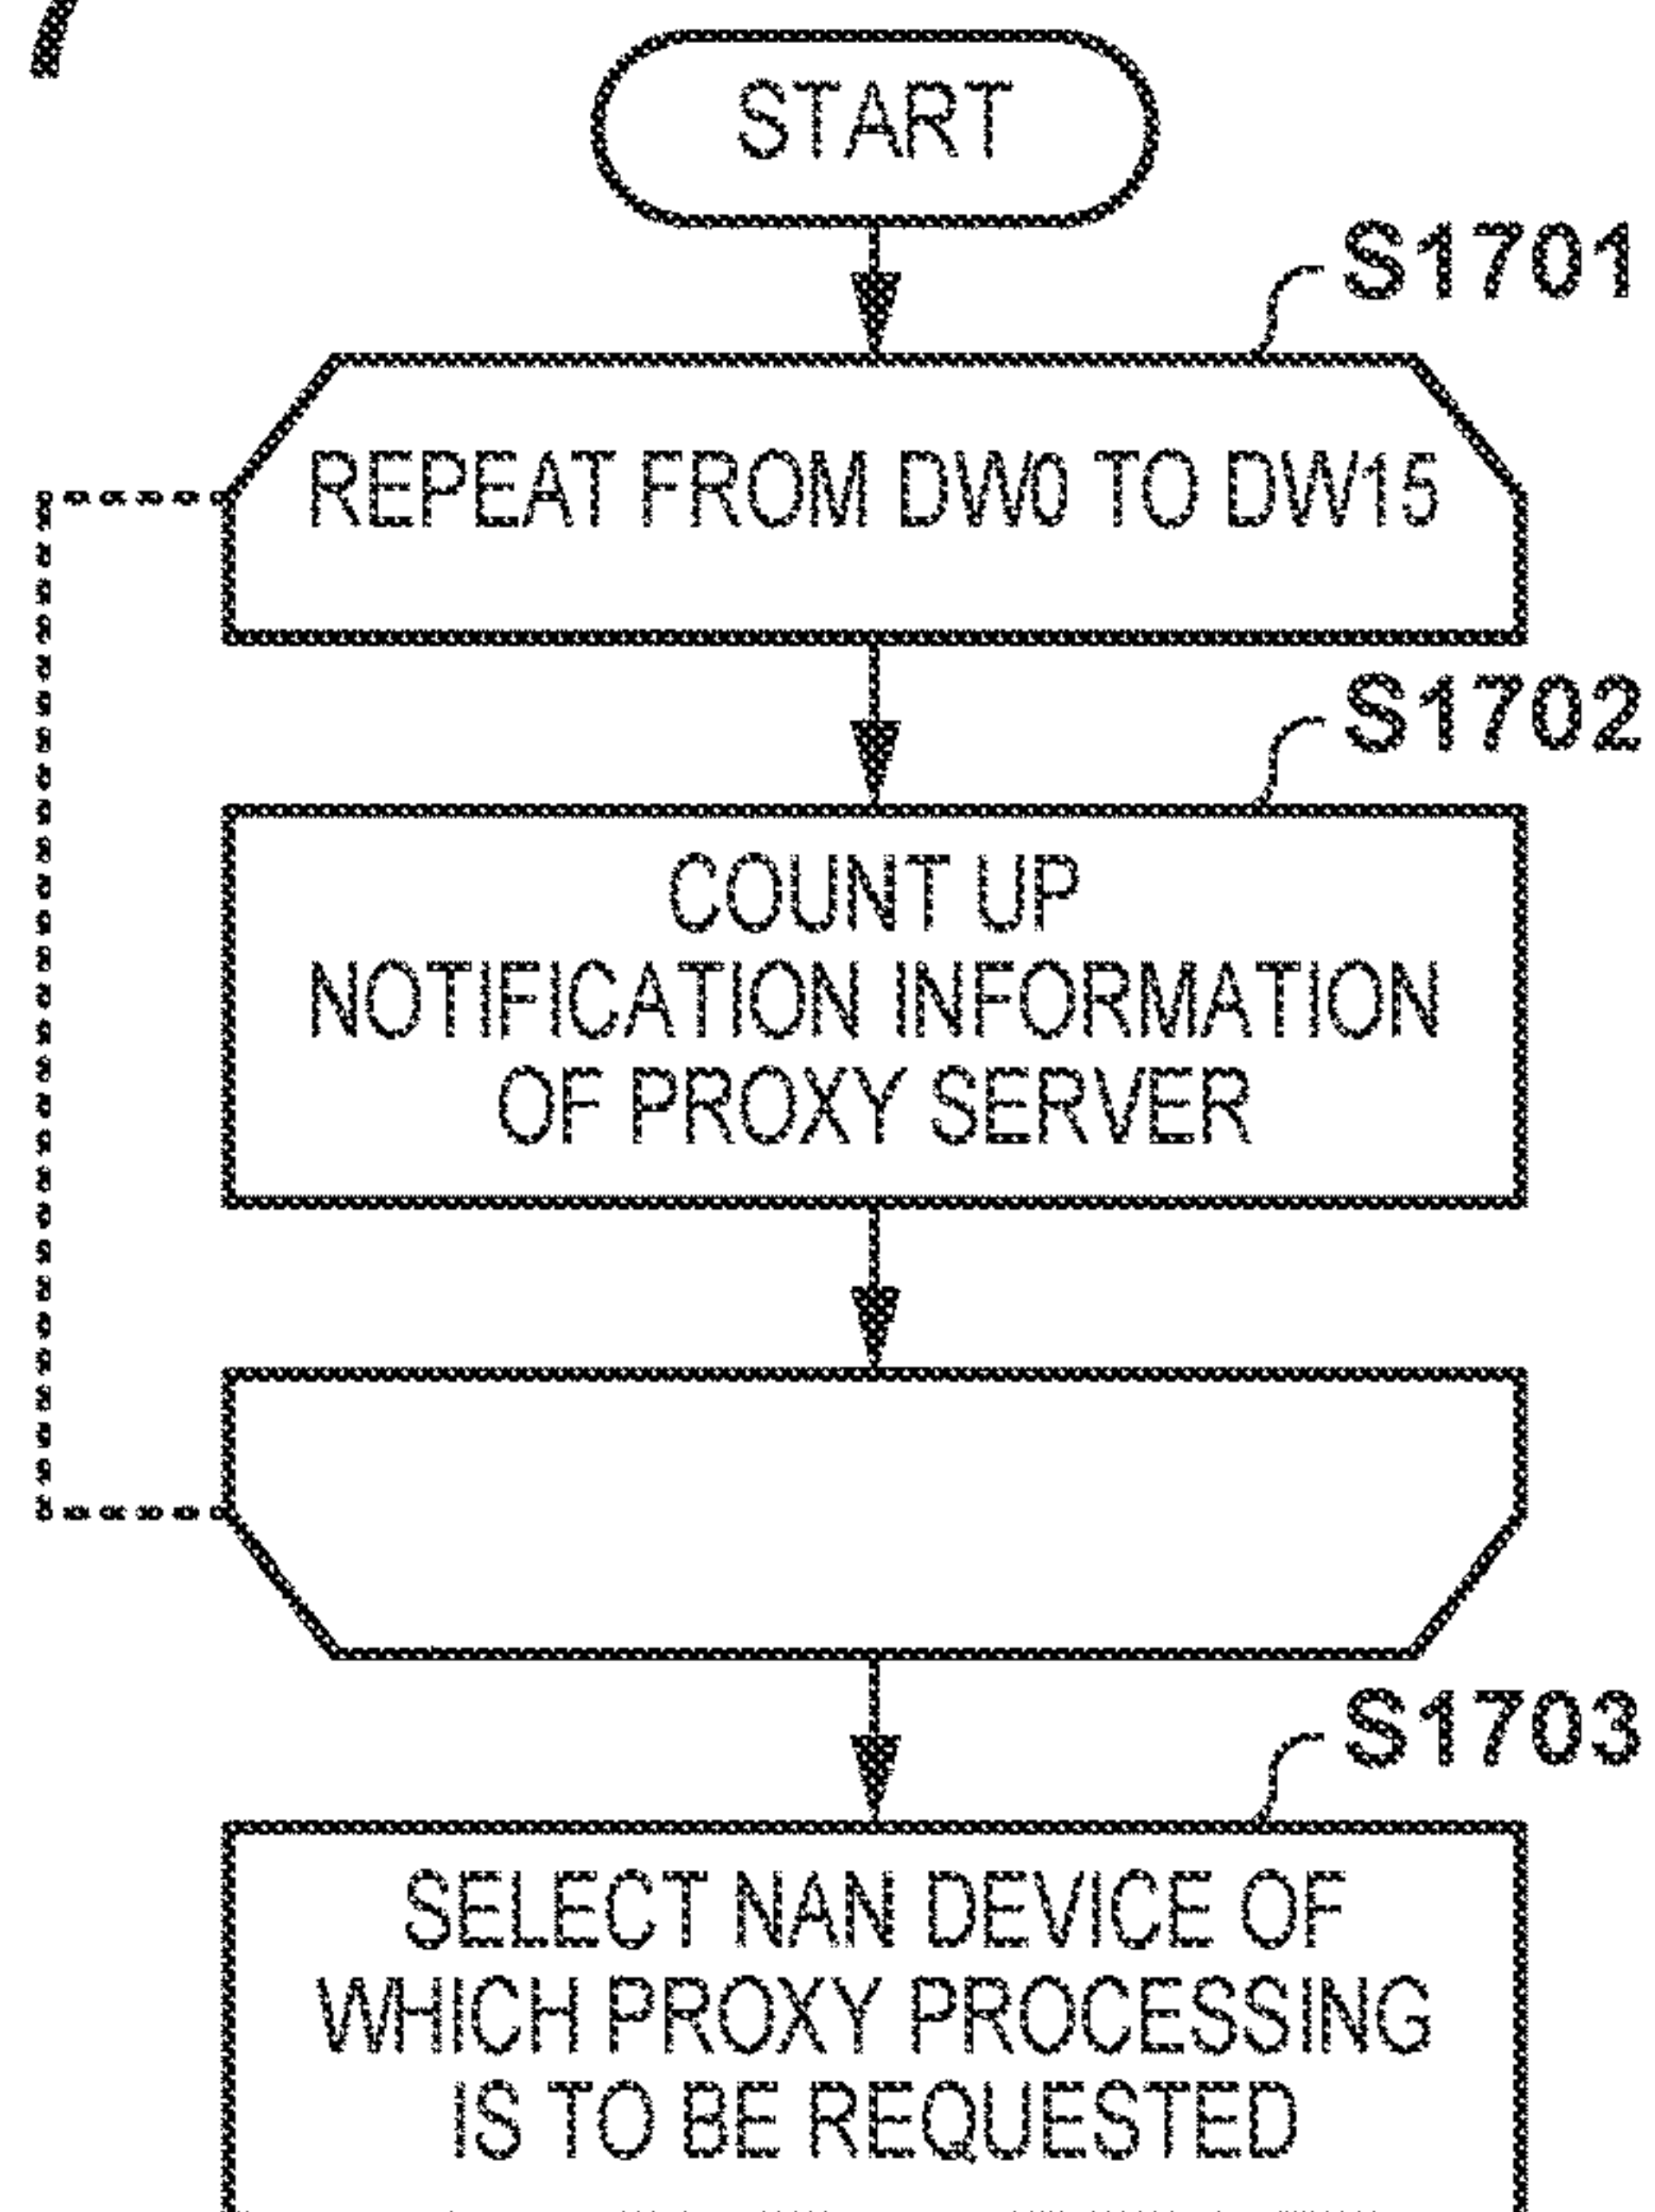 START
S1701
REPEAT FROM DW0 TO DW15
S1702
COUNT UP
NOTIFICATION INFORMATION
OF PROXY SERVER
S1703
SELECT NAN DEVICE OF
WHICH PROXY PROCESSING
IS TO BE REQUESTED